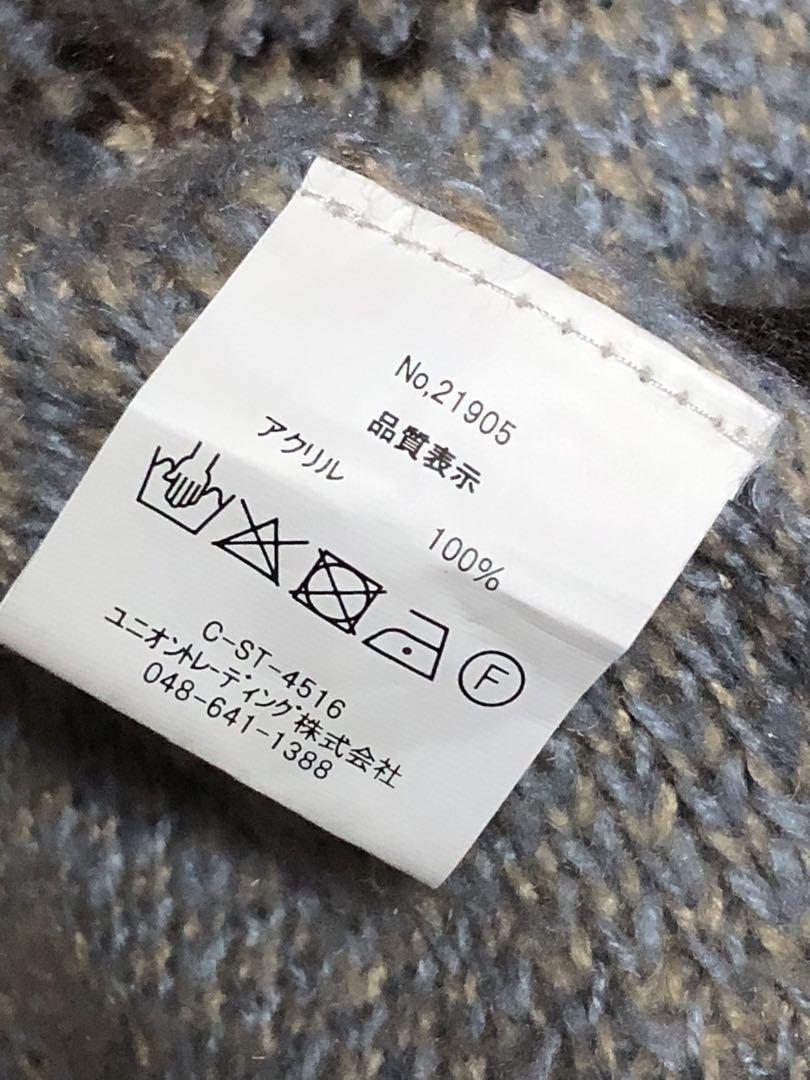 No,21905
品質表示
アクリル 100%
F
C-ST-4516
ユニオントレーディング株式会社
048-641-1388